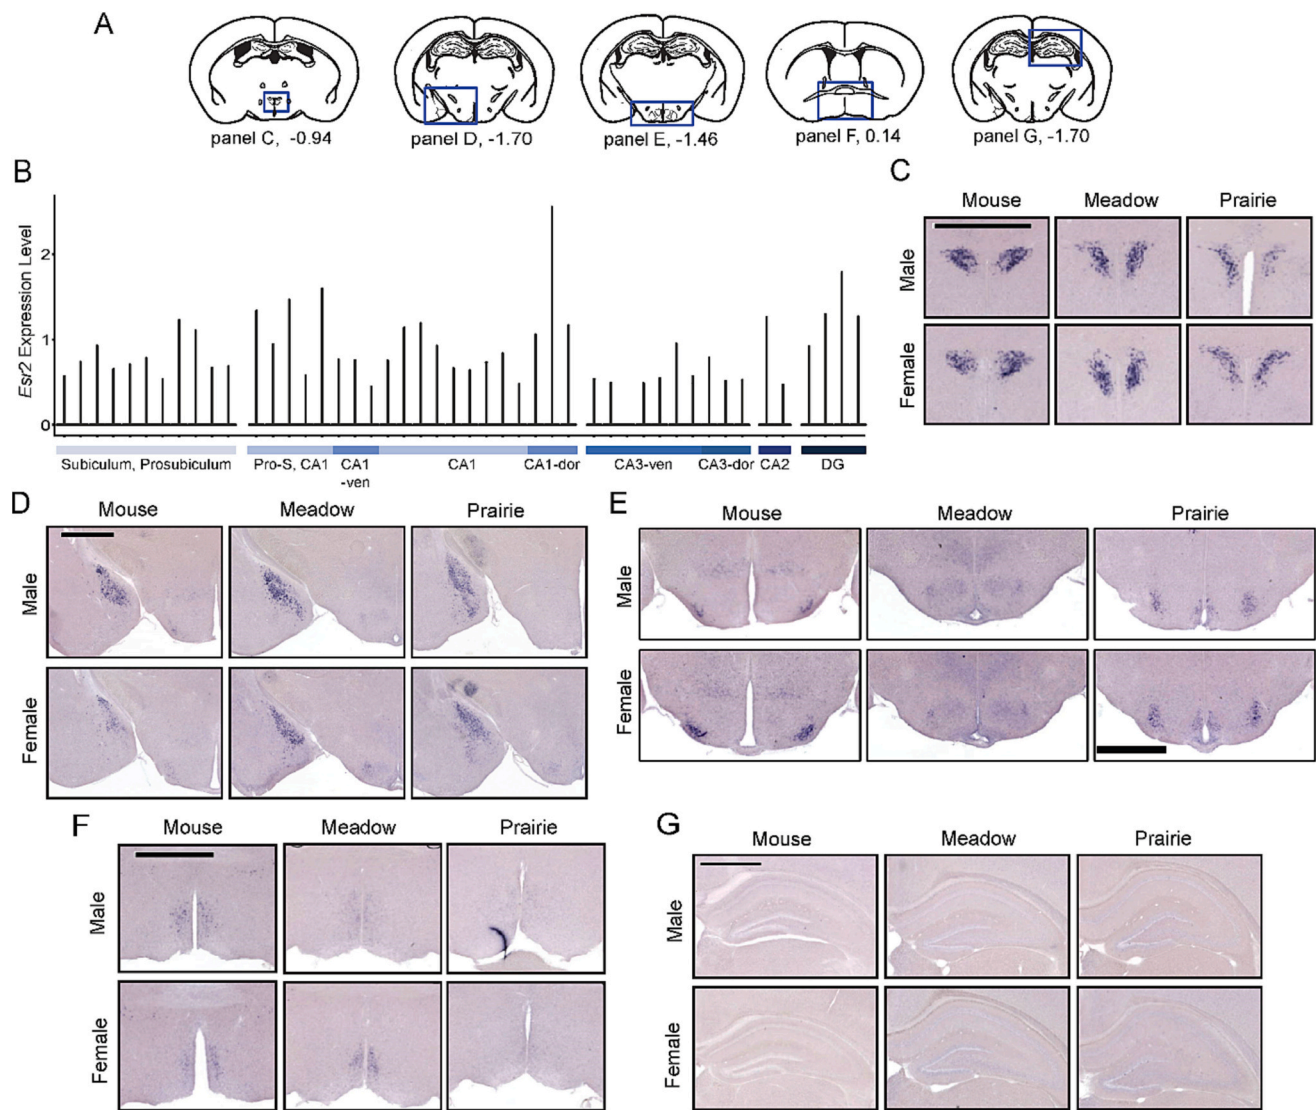 A
panel C, -0.94
panel D, -1.70
panel E, -1.46
panel F, 0.14
panel G, -1.70
B
Esr2 Expression Level
2
1
0
Subiculum, Prosubiculum
Pro-S, CA1
CA1
-ven
CA1
CA1-dor
CA3-ven
CA3-dor
CA2
DG
C
Mouse Meadow Prairie
Male
Female
D
Mouse Meadow Prairie
Male
Female
E
Mouse Meadow Prairie
Male
Female
F
Mouse Meadow Prairie
Male
Female
G
Mouse Meadow Prairie
Male
Female